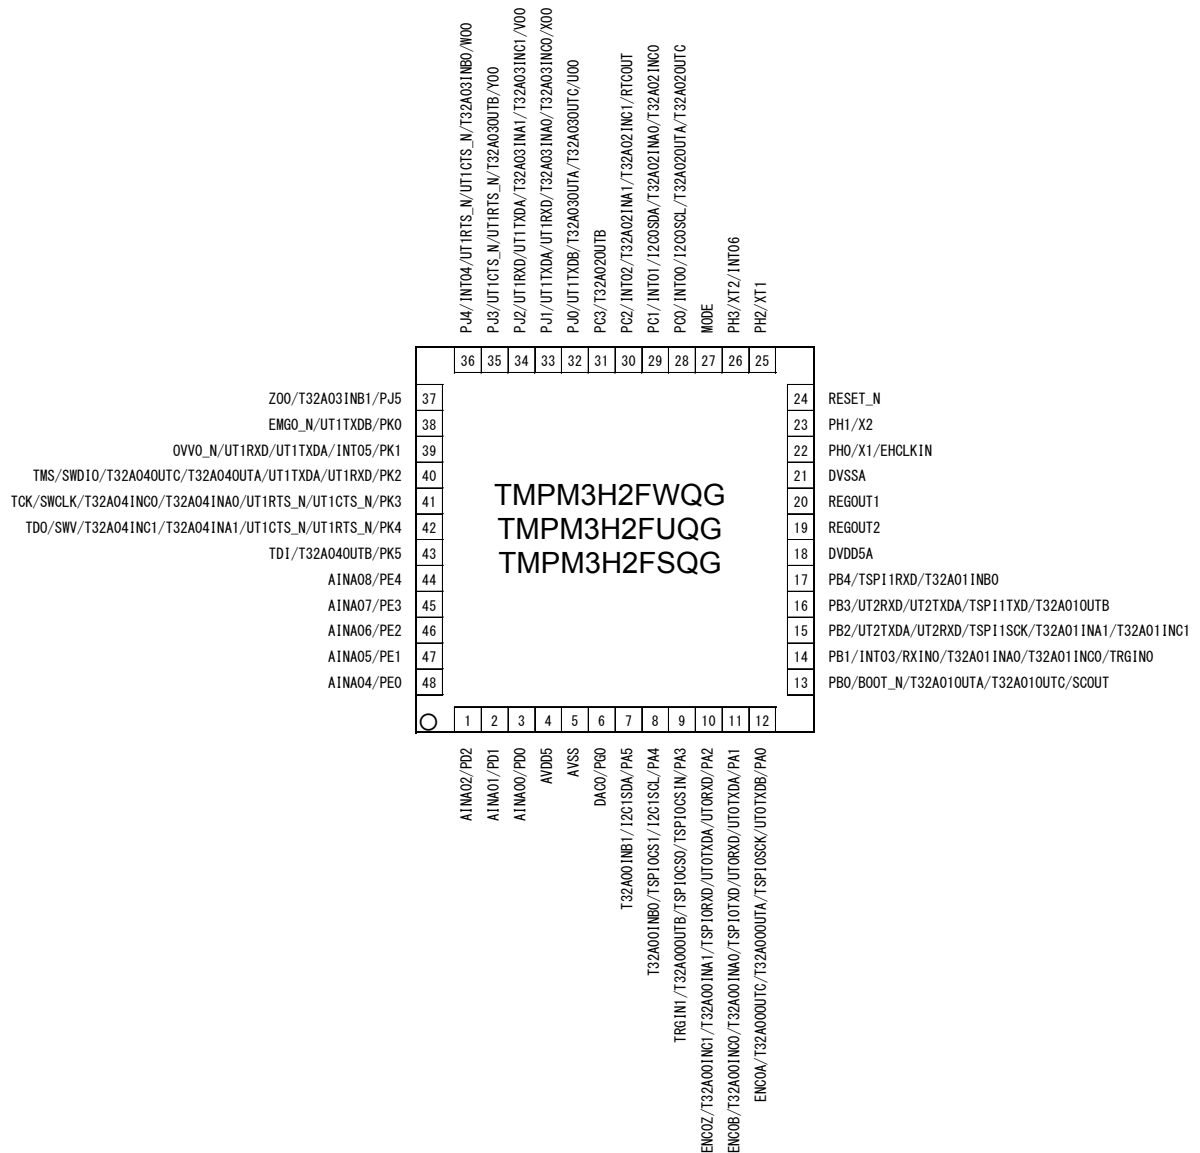 PJ4/INT04/UT1RTS_N/UT1CTS_N/T32A03INB0/WO0
PJ3/UT1CTS_N/UT1RTS_N/T32A03OUTB/YO0
PJ2/UT1RXD/UT1TXDA/T32A03INA1/T32A03INC1/VO0
PJ1/UT1TXDA/UT1RXD/T32A03INA0/T32A03INC0/XO0
PJ0/UT1TXDB/T32A03OUTA/T32A03OUTC/UO0
PC3/T32A02OUTB
PC2/INT02/T32A02INA1/T32A02INC1/RTCOUT
PC1/INT01/I2C0SDA/T32A02INA0/T32A02INC0
PC0/INT00/I2C0SCL/T32A02OUTA/T32A02OUTC
MODE
PH3/XT2/INT06
PH2/XT1
36 35 34 33 32 31 30 29 28 27 26 25
ZO0/T32A03INB1/PJ5 37
EMG0_N/UT1TXDB/PK0 38
OVV0_N/UT1RXD/UT1TXDA/INT05/PK1 39
TMS/SWDIO/T32A04OUTC/T32A04OUTA/UT1TXDA/UT1RXD/PK2 40
TCK/SWCLK/T32A04INC0/T32A04INA0/UT1RTS_N/UT1CTS_N/PK3 41
TDO/SWV/T32A04INC1/T32A04INA1/UT1CTS_N/UT1RTS_N/PK4 42
TDI/T32A04OUTB/PK5 43
AINA08/PE4 44
AINA07/PE3 45
AINA06/PE2 46
AINA05/PE1 47
AINA04/PE0 48
TMPM3H2FWQG
TMPM3H2FUQG
TMPM3H2FSQG
24 RESET_N
23 PH1/X2
22 PH0/X1/EHCLKIN
21 DVSSA
20 REGOUT1
19 REGOUT2
18 DVDD5A
17 PB4/TSPI1RXD/T32A01INB0
16 PB3/UT2RXD/UT2TXDA/TSPI1TXD/T32A01OUTB
15 PB2/UT2TXDA/UT2RXD/TSPI1SCK/T32A01INA1/T32A01INC1
14 PB1/INT03/RXIN0/T32A01INA0/T32A01INC0/TRGIN0
13 PB0/BOOT_N/T32A01OUTA/T32A01OUTC/SCOUT
1 2 3 4 5 6 7 8 9 10 11 12
AINA02/PD2
AINA01/PD1
AINA00/PD0
AVDD5
AVSS
DAC0/PG0
T32A00INB1/I2C1SDA/PA5
T32A00INB0/TSPI0CS1/I2C1SCL/PA4
TRGIN1/T32A00OUTB/TSPI0CS0/TSPI0CSIN/PA3
ENC0Z/T32A00INC1/T32A00INA1/TSPI0RXD/UT0TXDA/UT0RXD/PA2
ENC0B/T32A00INC0/T32A00INA0/TSPI0TXD/UT0RXD/UT0TXDA/PA1
ENC0A/T32A00OUTC/T32A00OUTA/TSPI0SCK/UT0TXDB/PA0